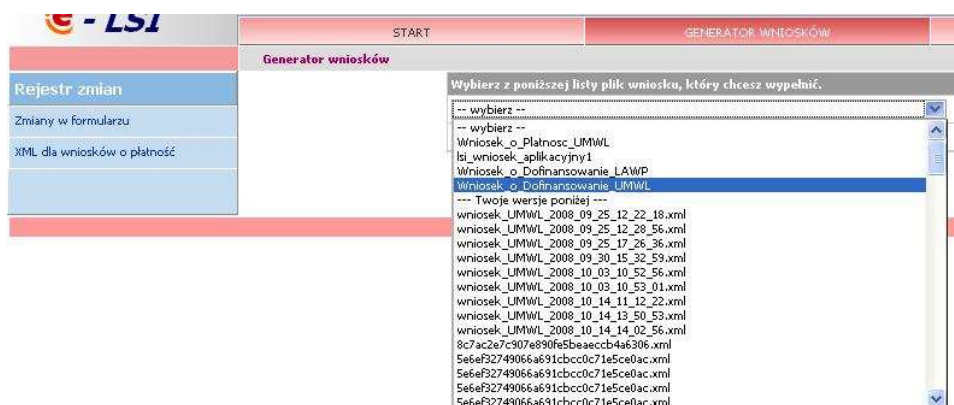 e - LSI
START
GENERATOR WNIOSKÓW
Generator wniosków
Rejestr zmian
Zmiany w formularzu
XML dla wniosków o płatność
Wybierz z poniższej listy plik wniosku, który chcesz wypełnić.
-- wybierz --
-- wybierz --
Wniosek_o_Platnosc_UMWL
lsi_wniosek_aplikacyjny1
Wniosek_o_Dofinansowanie_LAWP
Wniosek_o_Dofinansowanie_UMWL
--- Twoje wersje poniżej ---
wniosek_UMWL_2008_09_25_12_22_18.xml
wniosek_UMWL_2008_09_25_12_28_56.xml
wniosek_UMWL_2008_09_25_17_26_36.xml
wniosek_UMWL_2008_09_30_15_32_59.xml
wniosek_UMWL_2008_10_03_10_52_56.xml
wniosek_UMWL_2008_10_03_10_53_01.xml
wniosek_UMWL_2008_10_14_11_12_22.xml
wniosek_UMWL_2008_10_14_13_50_53.xml
wniosek_UMWL_2008_10_14_14_02_56.xml
8c7ac2e7c907e890fe5beaeccb4a6306.xml
5e6ef32749066a691cbcc0c71e5ce0ac.xml
5e6ef32749066a691cbcc0c71e5ce0ac.xml
5e6ef32749066a691cbcc0c71e5ce0ac.xml
5e6ef32749066a691cbcc0c71e5ce0ac.xml